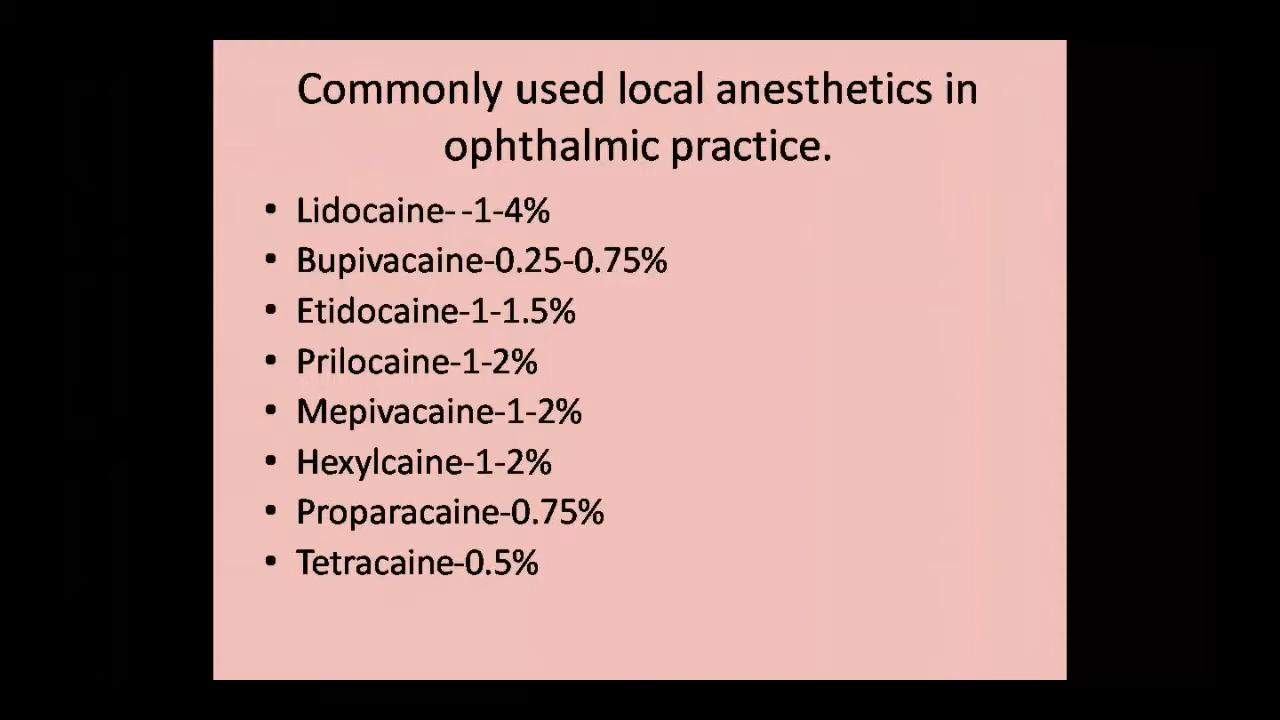 Commonly used local anesthetics in
ophthalmic practice.
• Lidocaine- -1-4%
• Bupivacaine-0.25-0.75%
• Etidocaine-1-1.5%
• Prilocaine-1-2%
• Mepivacaine-1-2%
• Hexylcaine-1-2%
• Proparacaine-0.75%
• Tetracaine-0.5%